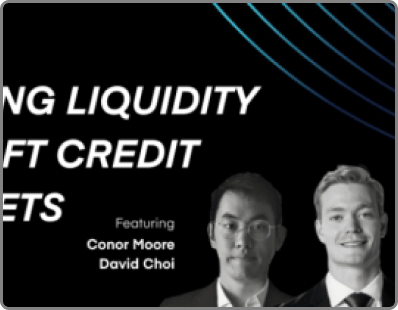 NG LIQUIDITY
FT CREDIT
ETS
Featuring
Conor Moore
David Choi